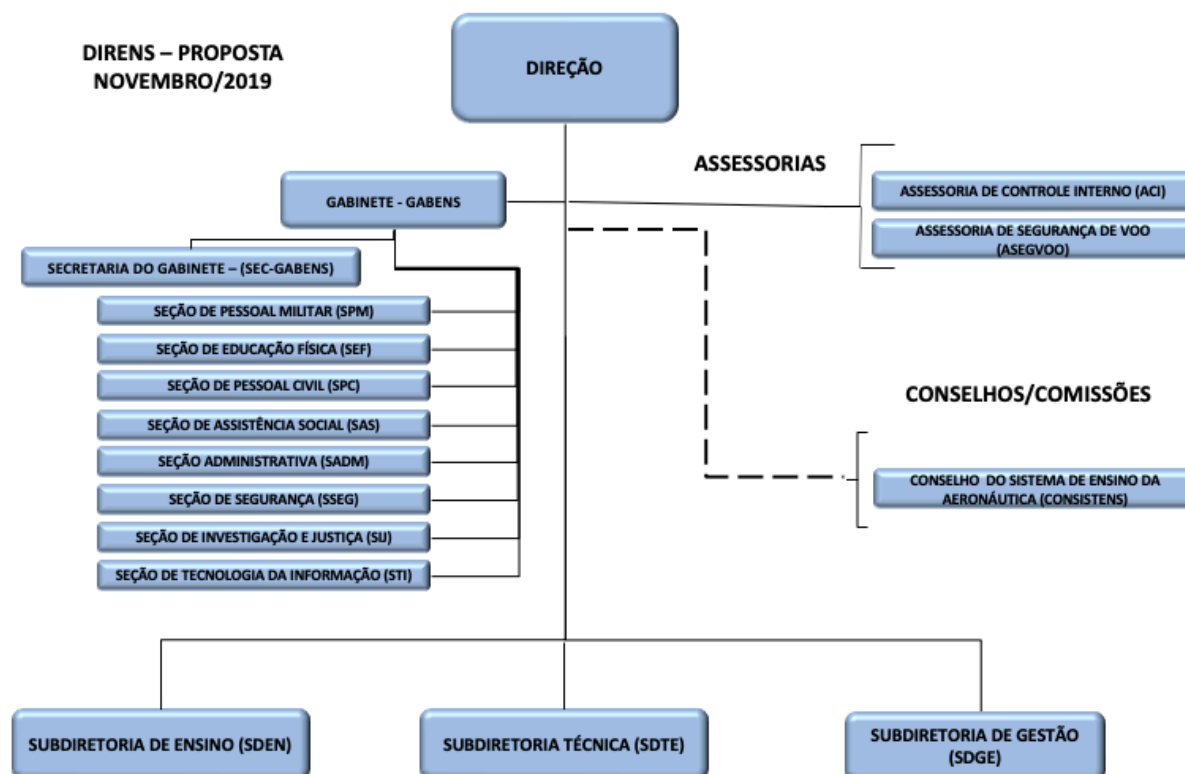 DIRENS – PROPOSTA
NOVEMBRO/2019
DIREÇÃO
ASSESSORIAS
ASSESSORIA DE CONTROLE INTERNO (ACI)
ASSESSORIA DE SEGURANÇA DE VOO
(ASEGVOO)
GABINETE - GABENS
SECRETARIA DO GABINETE – (SEC-GABENS)
SEÇÃO DE PESSOAL MILITAR (SPM)
SEÇÃO DE EDUCAÇÃO FÍSICA (SEF)
SEÇÃO DE PESSOAL CIVIL (SPC)
SEÇÃO DE ASSISTÊNCIA SOCIAL (SAS)
SEÇÃO ADMINISTRATIVA (SADM)
SEÇÃO DE SEGURANÇA (SSEG)
SEÇÃO DE INVESTIGAÇÃO E JUSTIÇA (SIJ)
SEÇÃO DE TECNOLOGIA DA INFORMAÇÃO (STI)
CONSELHOS/COMISSÕES
CONSELHO DO SISTEMA DE ENSINO DA
AERONÁUTICA (CONSISTENS)
SUBDIRETORIA DE ENSINO (SDEN)
SUBDIRETORIA TÉCNICA (SDTE)
SUBDIRETORIA DE GESTÃO
(SDGE)